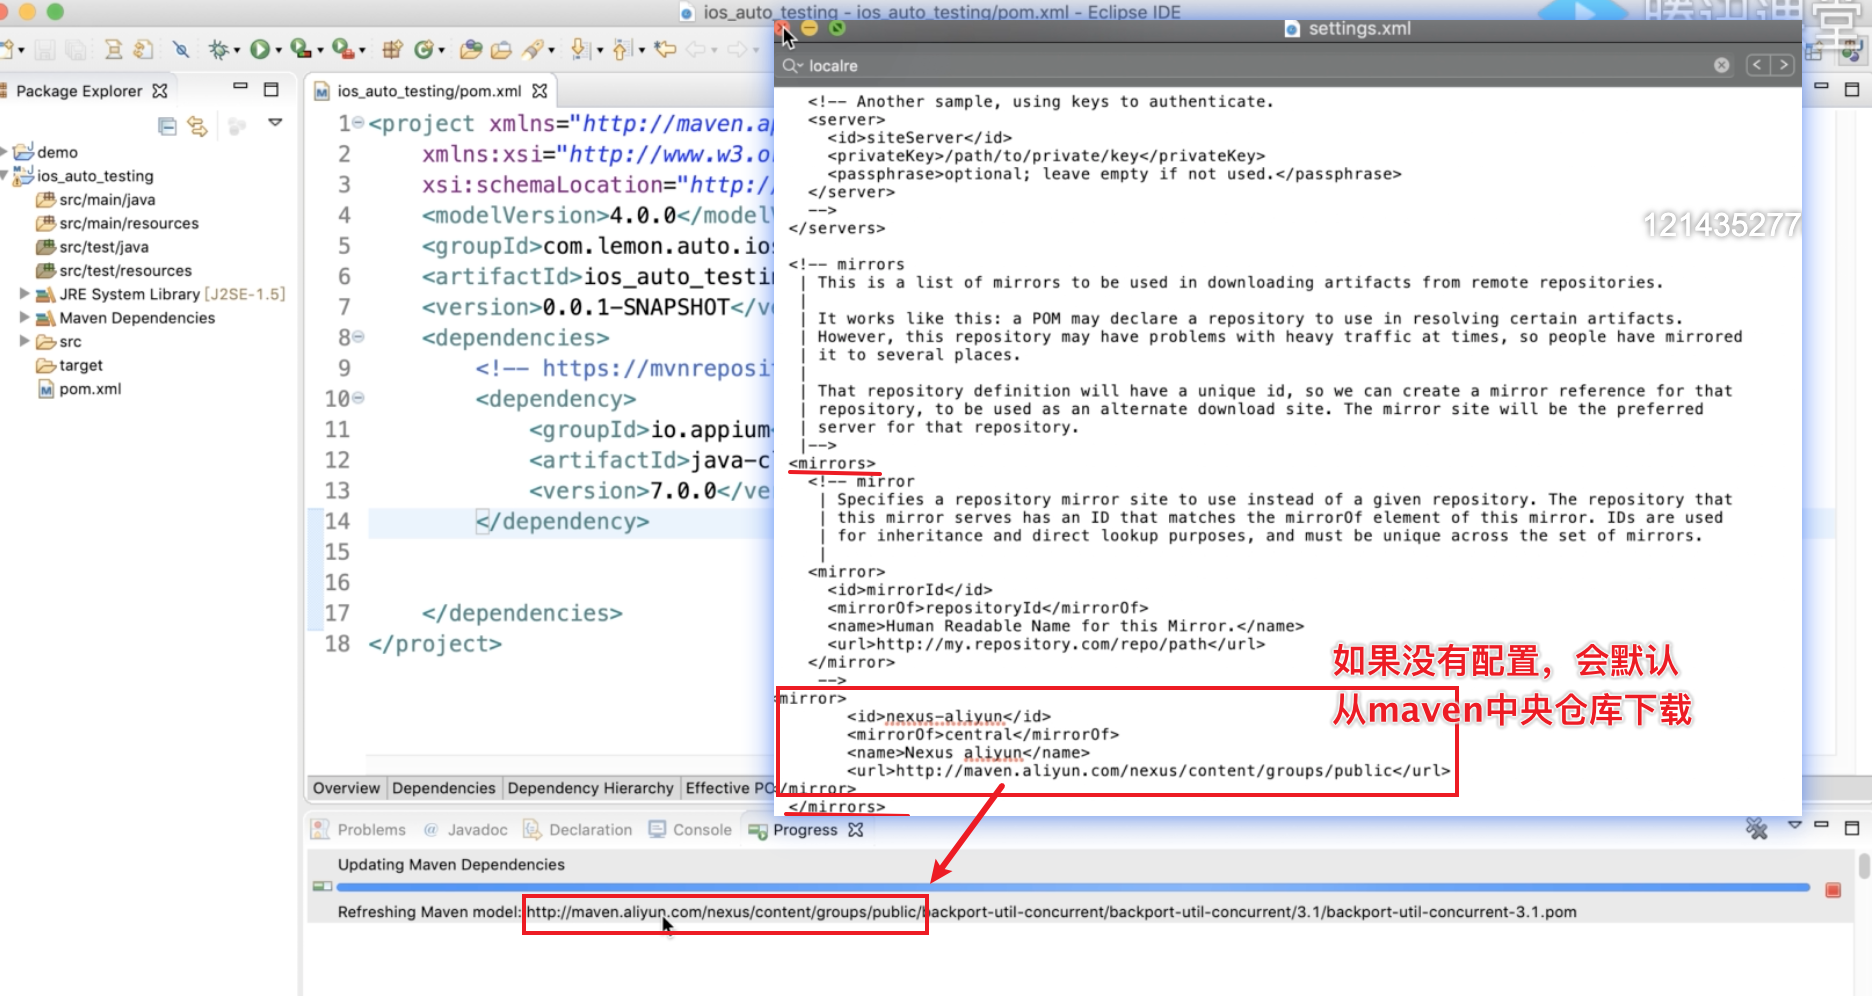 ios_auto_testing - ios_auto_testing/pom.xml - Eclipse IDE
Package Explorer
demo
ios_auto_testing
src/main/java
src/main/resources
src/test/java
src/test/resources
JRE System Library [J2SE-1.5]
Maven Dependencies
src
target
pom.xml
ios_auto_testing/pom.xml
1 <project xmlns="http://maven.a
2 xmlns:xsi="http://www.w3.o
3 xsi:schemaLocation="http:/
4 <modelVersion>4.0.0</model
5 <groupId>com.lemon.auto.ios
6 <artifactId>ios_auto_testin
7 <version>0.0.1-SNAPSHOT</ve
8 <dependencies>
9 <!-- https://mvnreposi
10 <dependency>
11 <groupId>io.appium
12 <artifactId>java-c
13 <version>7.0.0</ve
14 </dependency>
15
16
17 </dependencies>
18 </project>
Overview Dependencies Dependency Hierarchy Effective PO
settings.xml
localre
<!-- Another sample, using keys to authenticate.
<server>
<id>siteServer</id>
<privateKey>/path/to/private/key</privateKey>
<passphrase>optional; leave empty if not used.</passphrase>
</server>
-->
</servers>
<!-- mirrors
| This is a list of mirrors to be used in downloading artifacts from remote repositories.
|
| It works like this: a POM may declare a repository to use in resolving certain artifacts.
| However, this repository may have problems with heavy traffic at times, so people have mirrored
| it to several places.
|
| That repository definition will have a unique id, so we can create a mirror reference for that
| repository, to be used as an alternate download site. The mirror site will be the preferred
| server for that repository.
|-->
<mirrors>
<!-- mirror
| Specifies a repository mirror site to use instead of a given repository. The repository that
| this mirror serves has an ID that matches the mirrorOf element of this mirror. IDs are used
| for inheritance and direct lookup purposes, and must be unique across the set of mirrors.
|
<mirror>
<id>mirrorId</id>
<mirrorOf>repositoryId</mirrorOf>
<name>Human Readable Name for this Mirror.</name>
<url>http://my.repository.com/repo/path</url>
</mirror>
-->
mirror>
<id>nexus-aliyun</id>
<mirrorOf>central</mirrorOf>
<name>Nexus aliyun</name>
<url>http://maven.aliyun.com/nexus/content/groups/public</url>
/mirror>
</mirrors>
如果没有配置，会默认
从maven中央仓库下载
腾讯课堂
121435277
Problems @ Javadoc Declaration Console Progress
Updating Maven Dependencies
Refreshing Maven model: http://maven.aliyun.com/nexus/content/groups/public/backport-util-concurrent/backport-util-concurrent/3.1/backport-util-concurrent-3.1.pom